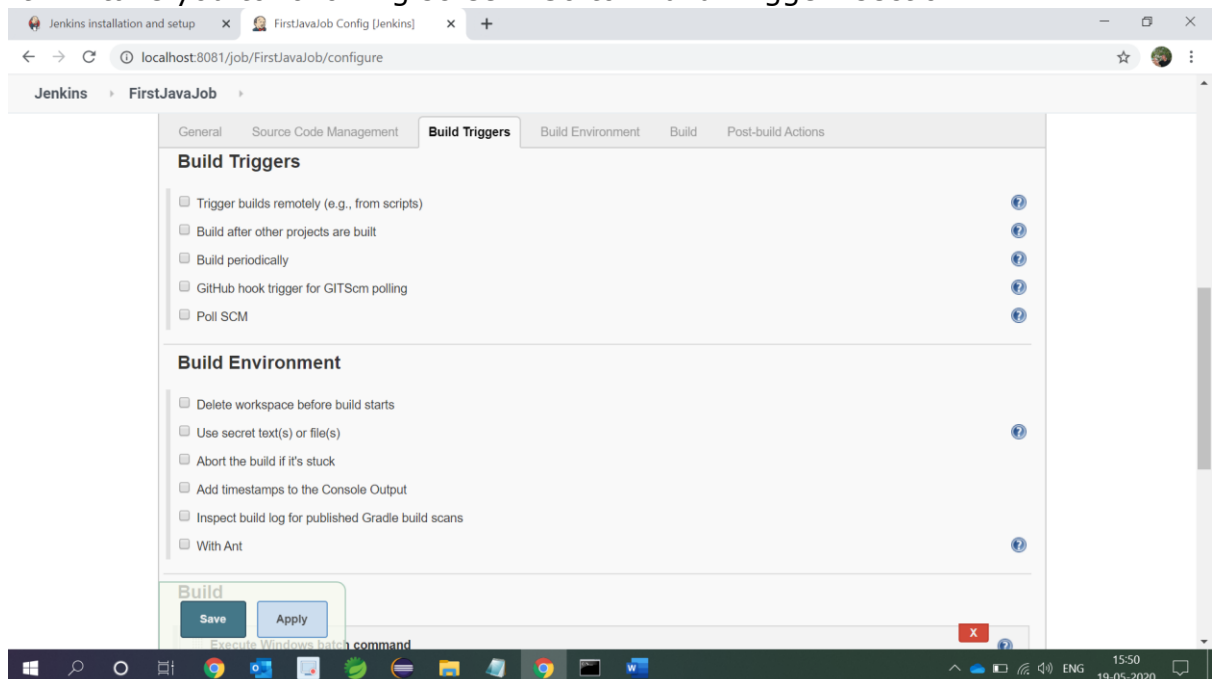 Jenkins installation and setup
FirstJavaJob Config [Jenkins]
localhost:8081/job/FirstJavaJob/configure
Jenkins FirstJavaJob
General Source Code Management Build Triggers Build Environment Build Post-build Actions
Build Triggers
Trigger builds remotely (e.g., from scripts)
Build after other projects are built
Build periodically
GitHub hook trigger for GITScm polling
Poll SCM
Build Environment
Delete workspace before build starts
Use secret text(s) or file(s)
Abort the build if it's stuck
Add timestamps to the Console Output
Inspect build log for published Gradle build scans
With Ant
Build
Save Apply
X
Execute Windows batch command
ENG
15:50
19-05-2020